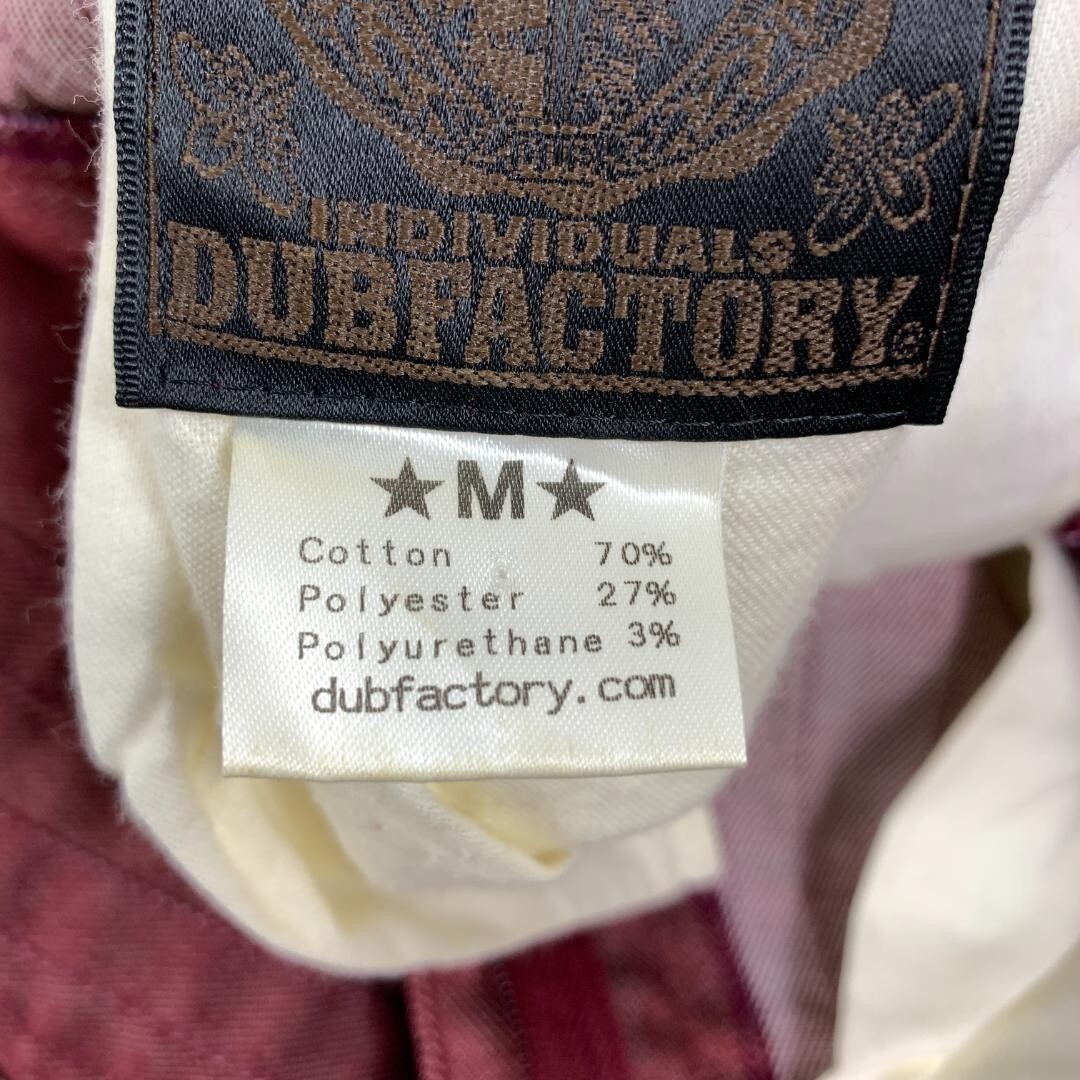 INDIVIDUALS
DUBFACTORY®
★M★
Cotton 70%
Polyester 27%
Polyurethane 3%
dubfactory.com